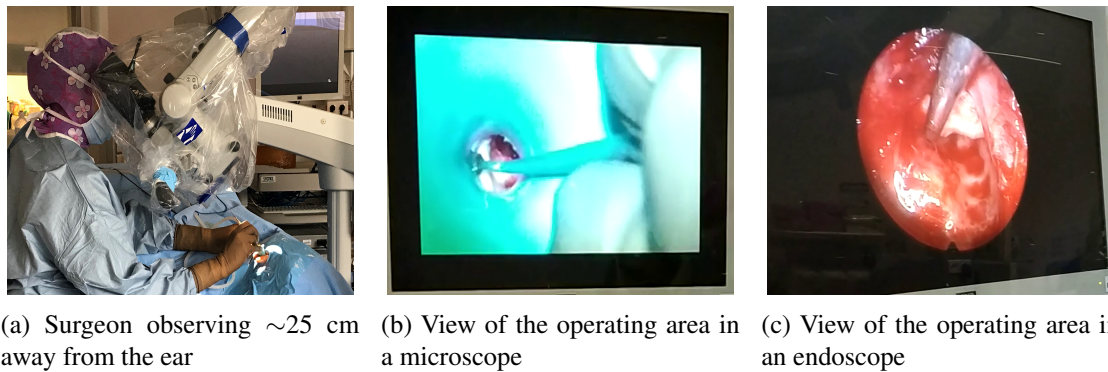 (a) Surgeon observing ∼25 cm
away from the ear
(b) View of the operating area in
a microscope
(c) View of the operating area in
an endoscope